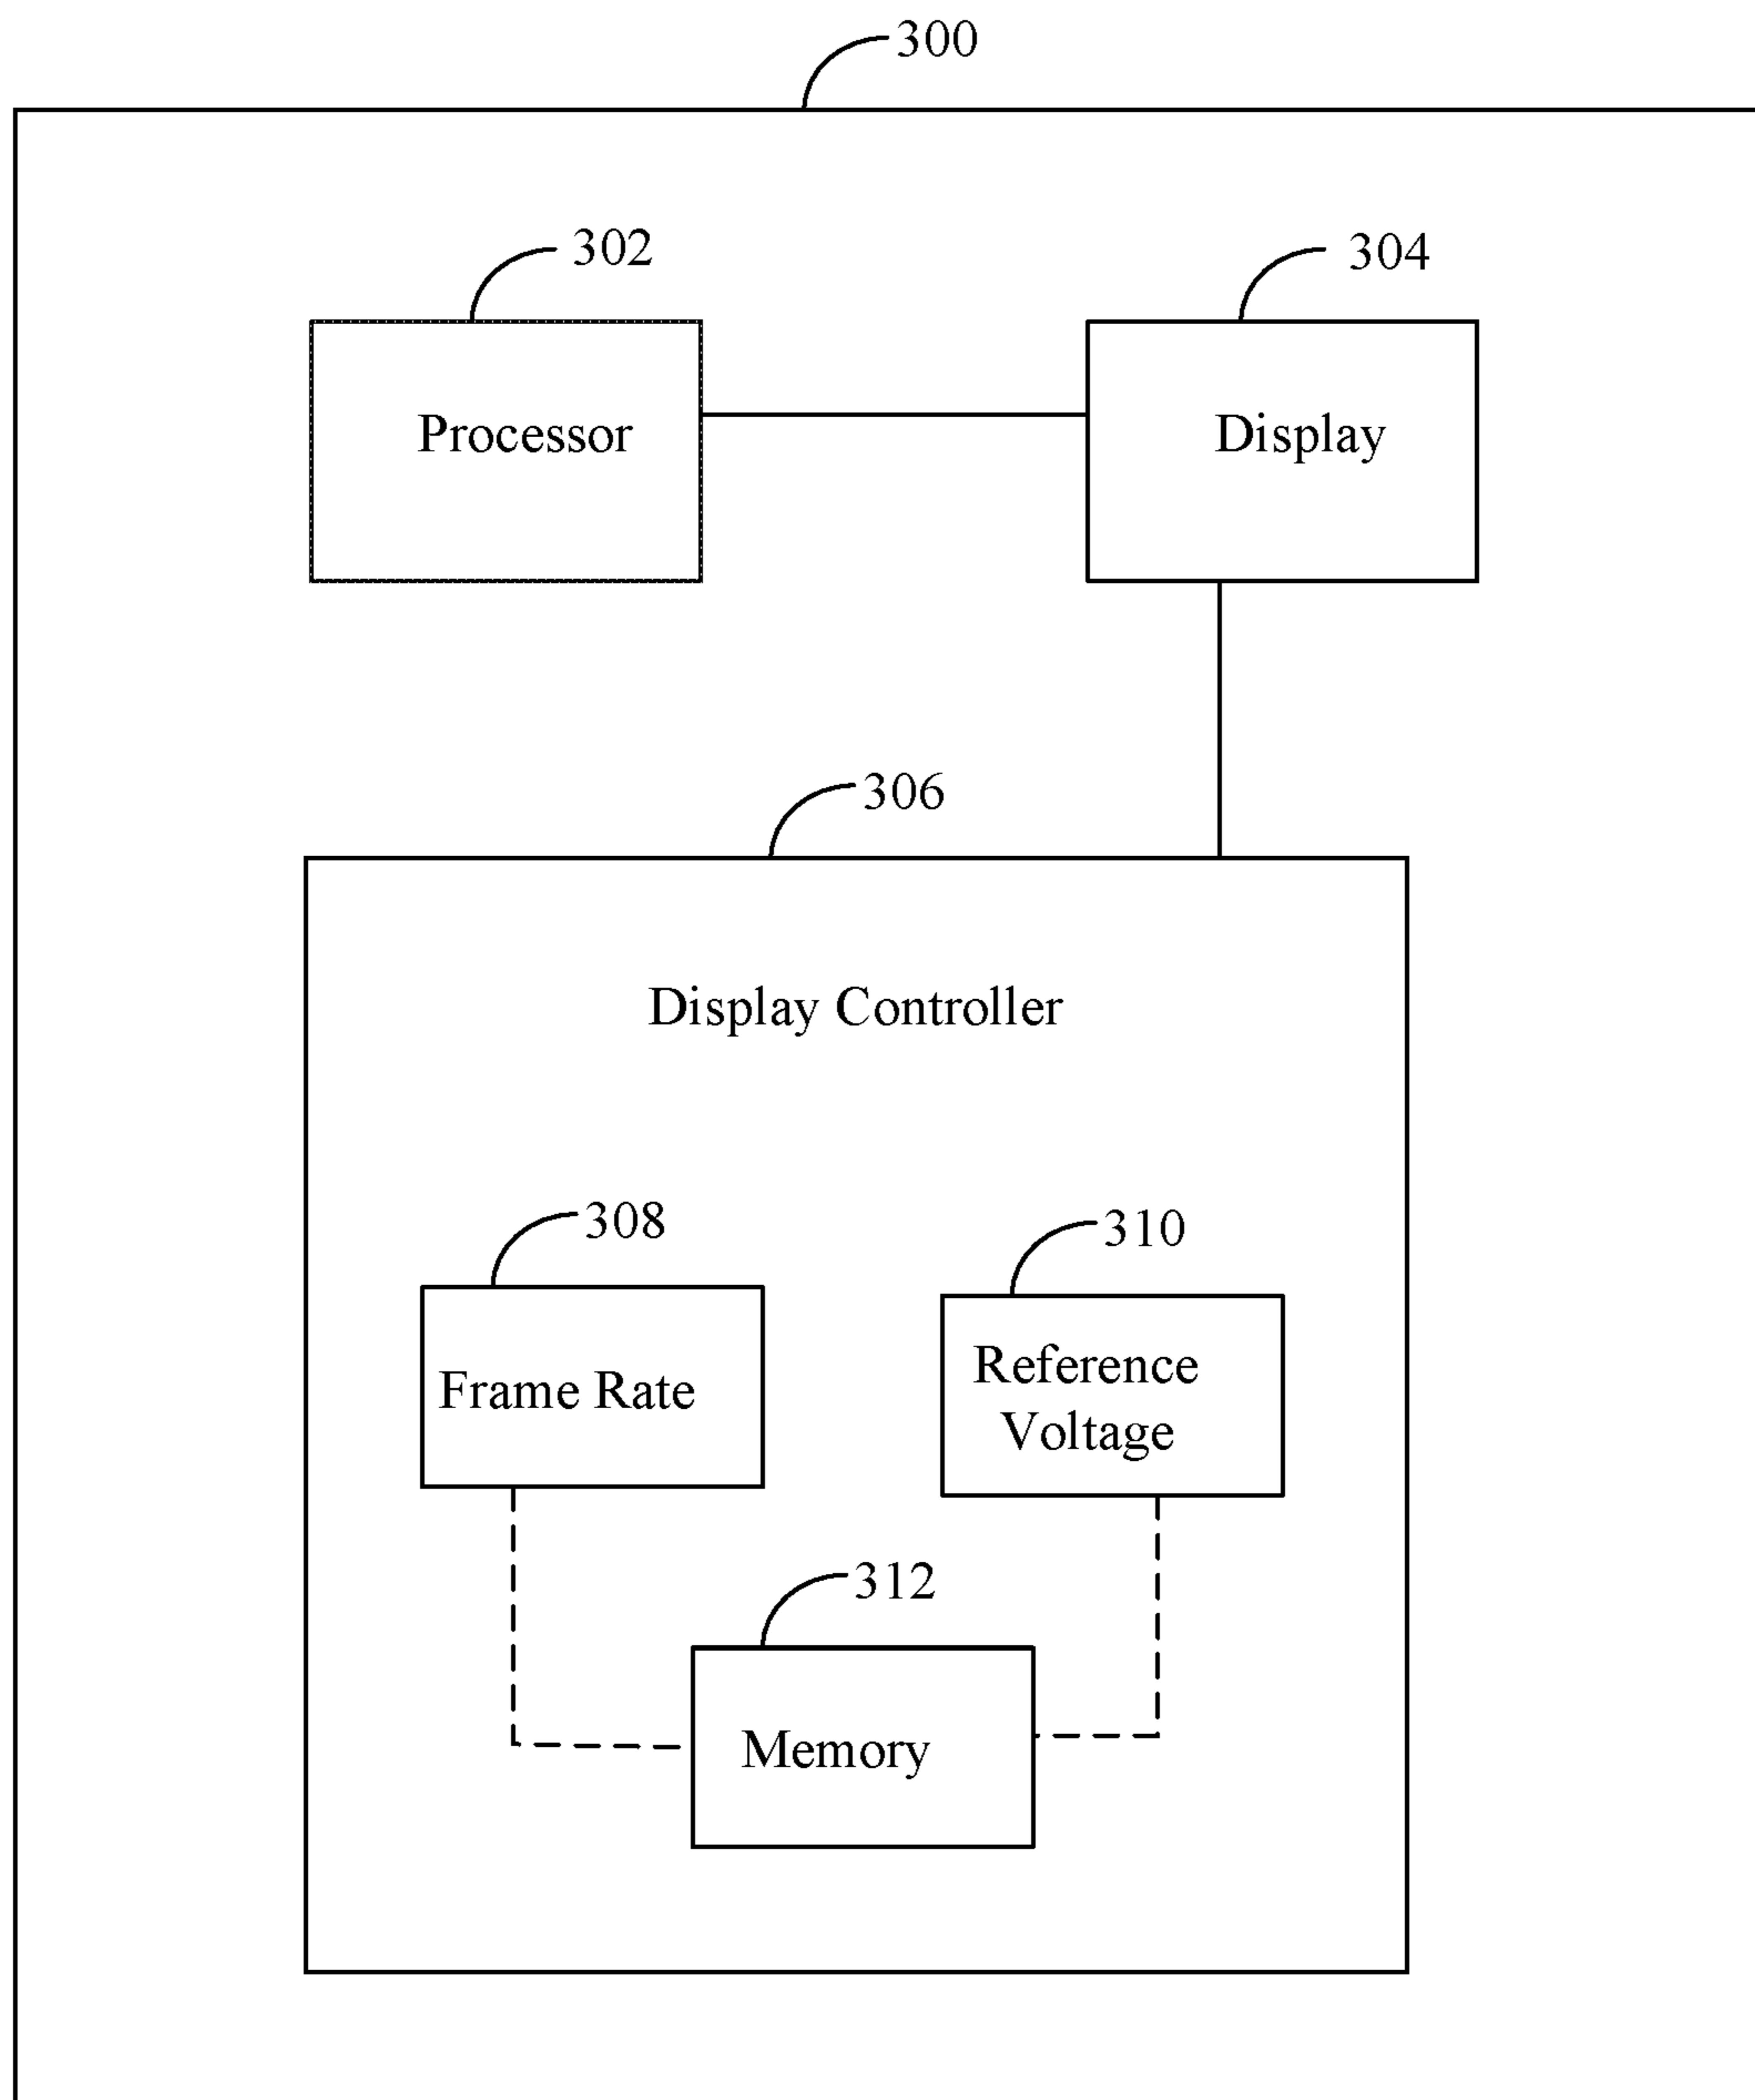 300
302
304
Processor
Display
306
Display Controller
308
310
Frame Rate
Reference
Voltage
312
Memory